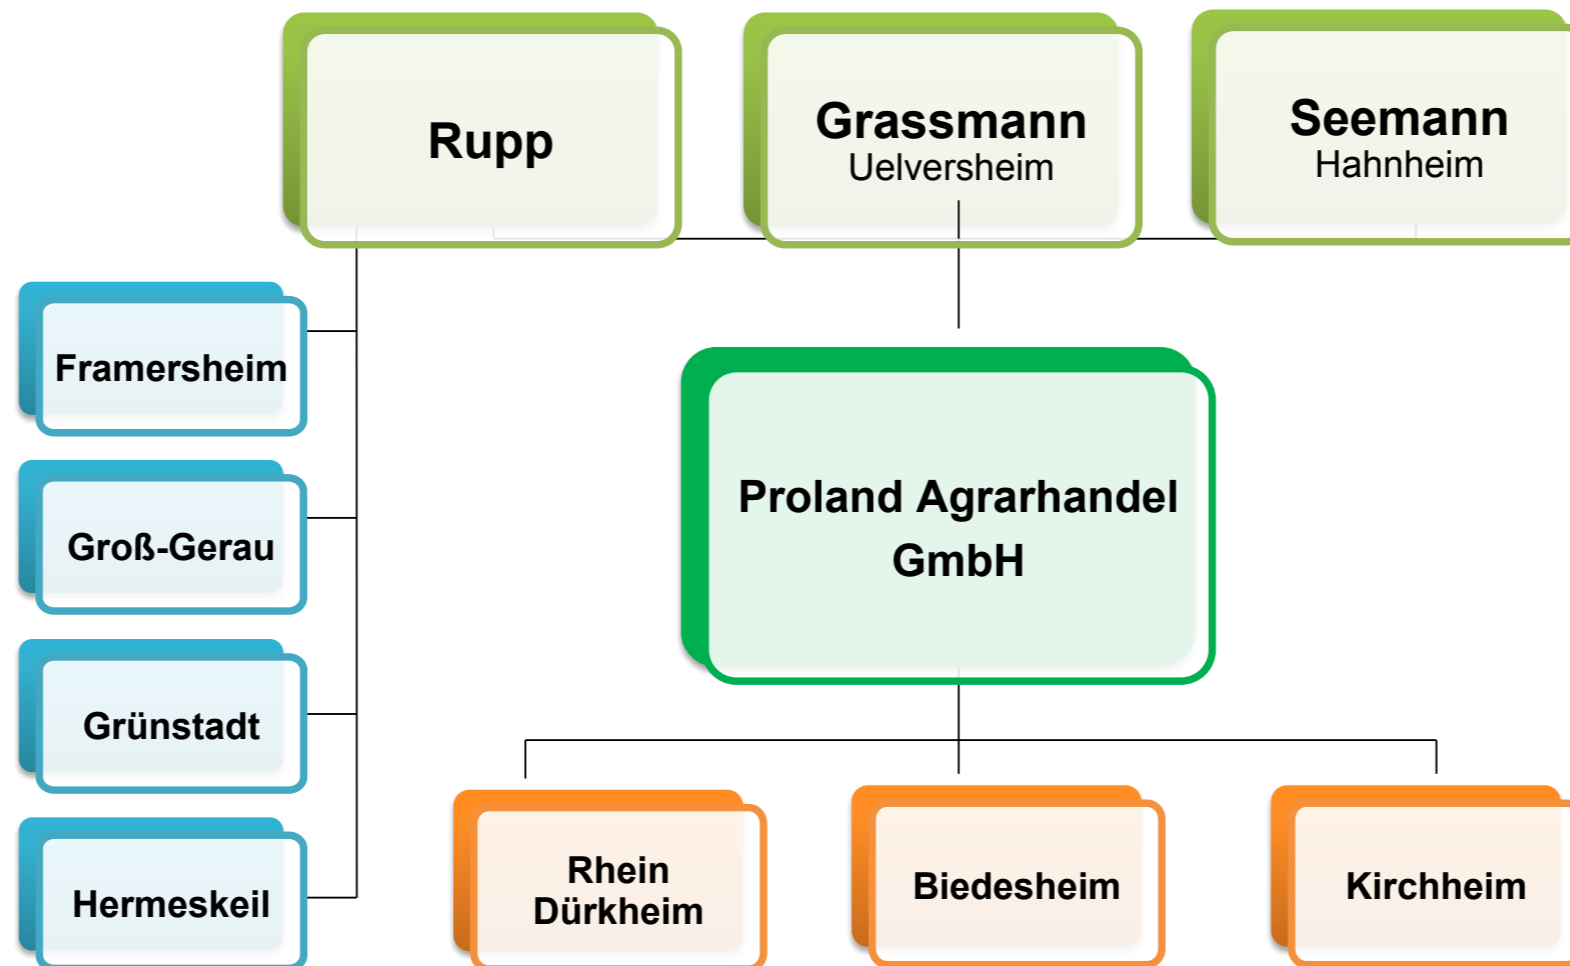 Rupp
Grassmann
Uelversheim
Seemann
Hahnheim
Framersheim
Groß-Gerau
Grünstadt
Hermeskeil
Proland Agrarhandel
GmbH
Rhein
Dürkheim
Biedesheim
Kirchheim